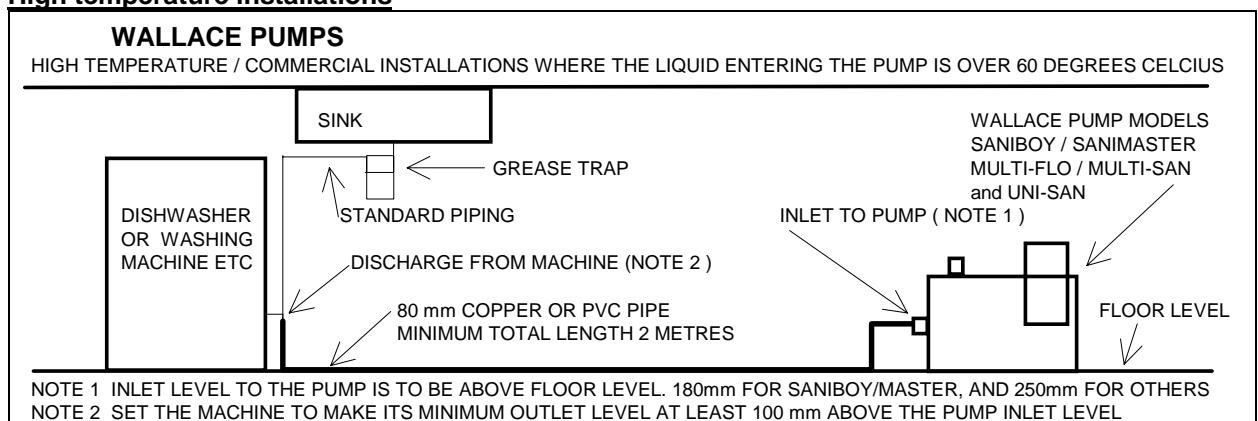 High temperature installations
WALLACE PUMPS
HIGH TEMPERATURE / COMMERCIAL INSTALLATIONS WHERE THE LIQUID ENTERING THE PUMP IS OVER 60 DEGREES CELCIUS
SINK
GREASE TRAP
STANDARD PIPING
DISHWASHER
OR WASHING
MACHINE ETC
DISCHARGE FROM MACHINE (NOTE 2 )
80 mm COPPER OR PVC PIPE
MINIMUM TOTAL LENGTH 2 METRES
WALLACE PUMP MODELS
SANIBOY / SANIMASTER
MULTI-FLO / MULTI-SAN
and UNI-SAN
INLET TO PUMP ( NOTE 1 )
FLOOR LEVEL
NOTE 1 INLET LEVEL TO THE PUMP IS TO BE ABOVE FLOOR LEVEL. 180mm FOR SANIBOY/MASTER, AND 250mm FOR OTHERS
NOTE 2 SET THE MACHINE TO MAKE ITS MINIMUM OUTLET LEVEL AT LEAST 100 mm ABOVE THE PUMP INLET LEVEL